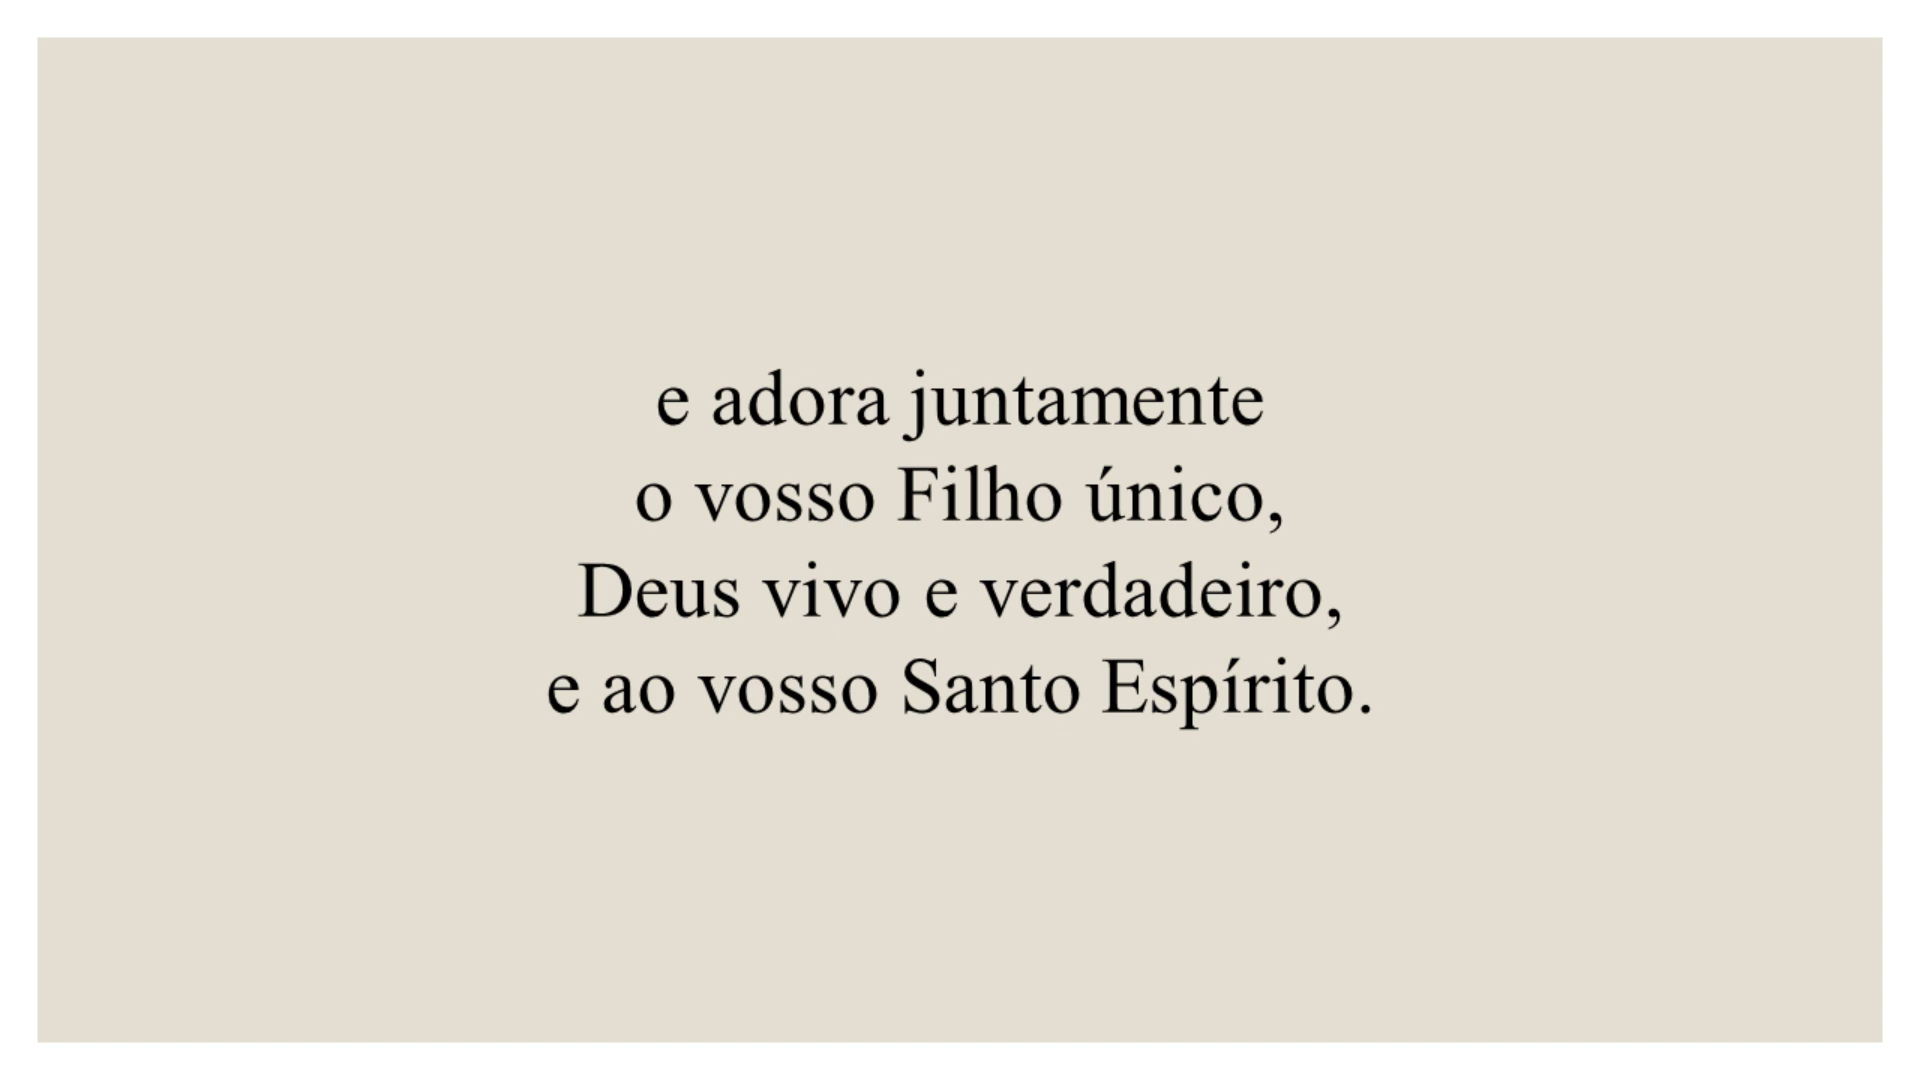 e adora juntamente
o vosso Filho único,
Deus vivo e verdadeiro,
e ao vosso Santo Espírito.